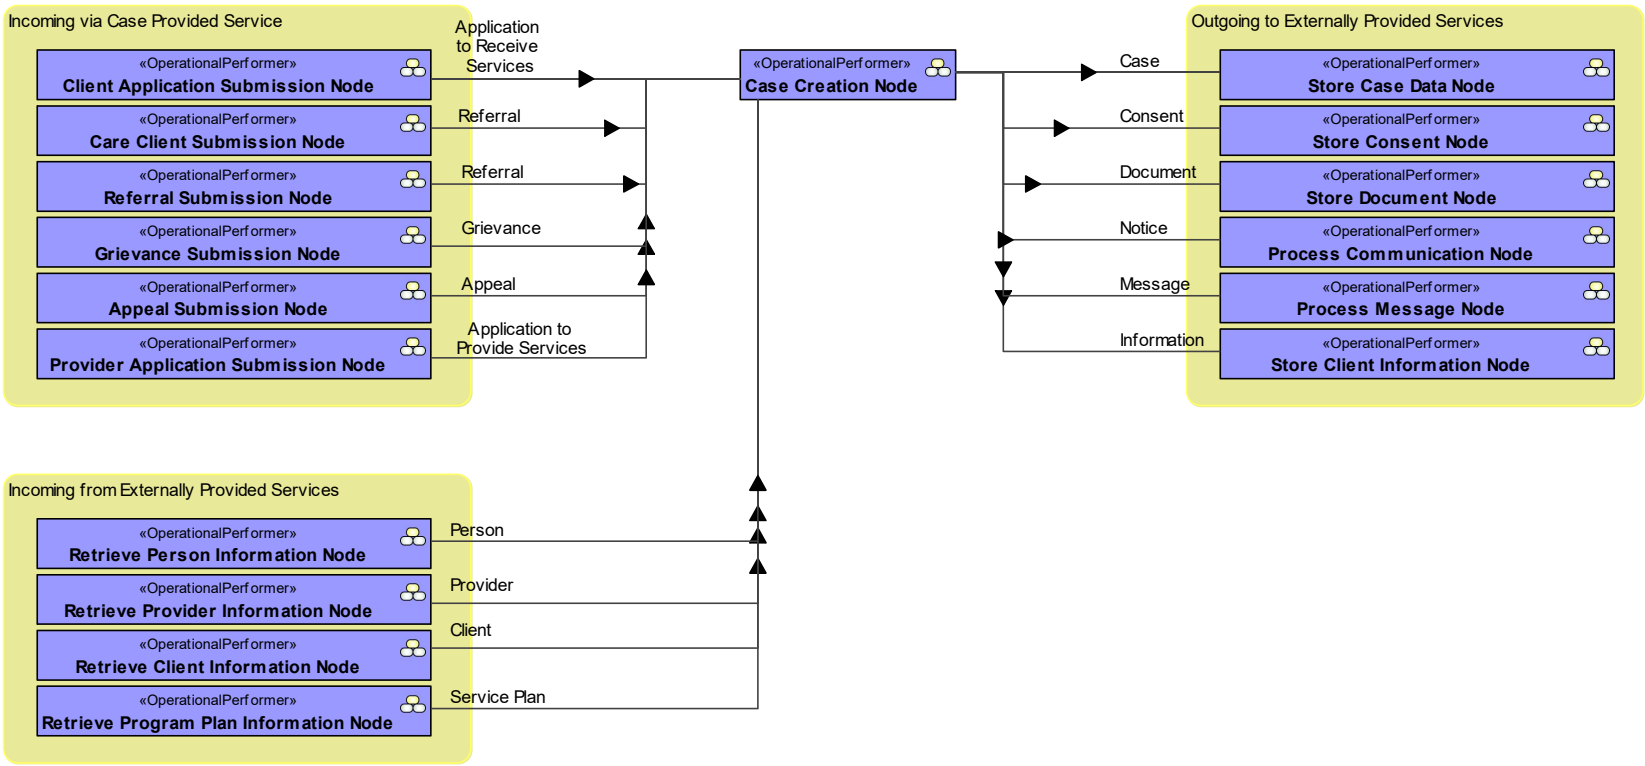 Incoming via Case Provided Service
«OperationalPerformer»
Client Application Submission Node
«OperationalPerformer»
Care Client Submission Node
«OperationalPerformer»
Referral Submission Node
«OperationalPerformer»
Grievance Submission Node
«OperationalPerformer»
Appeal Submission Node
«OperationalPerformer»
Provider Application Submission Node
Application
to Receive
Services
Referral
Referral
Grievance
Appeal
Application to
Provide Services
«OperationalPerformer»
Case Creation Node
Case
Consent
Document
Notice
Message
Information
Outgoing to Externally Provided Services
«OperationalPerformer»
Store Case Data Node
«OperationalPerformer»
Store Consent Node
«OperationalPerformer»
Store Document Node
«OperationalPerformer»
Process Communication Node
«OperationalPerformer»
Process Message Node
«OperationalPerformer»
Store Client Information Node
Incoming from Externally Provided Services
«OperationalPerformer»
Retrieve Person Information Node
«OperationalPerformer»
Retrieve Provider Information Node
«OperationalPerformer»
Retrieve Client Information Node
«OperationalPerformer»
Retrieve Program Plan Information Node
Person
Provider
Client
Service Plan